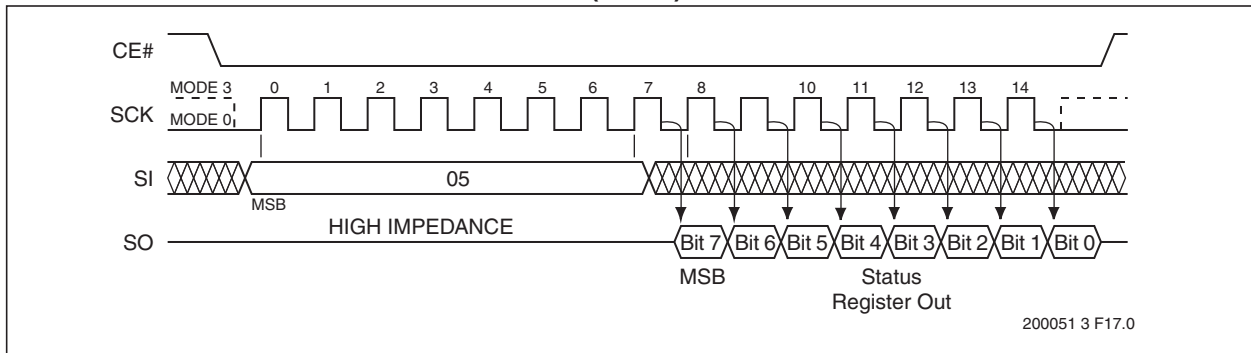 CE#
MODE 3 0 1 2 3 4 5 6 7 8 10 11 12 13 14
SCK
MODE 0
SI 05
MSB
HIGH IMPEDANCE
SO Bit 7 Bit 6 Bit 5 Bit 4 Bit 3 Bit 2 Bit 1 Bit 0
MSB Status
Register Out
200051 3 F17.0